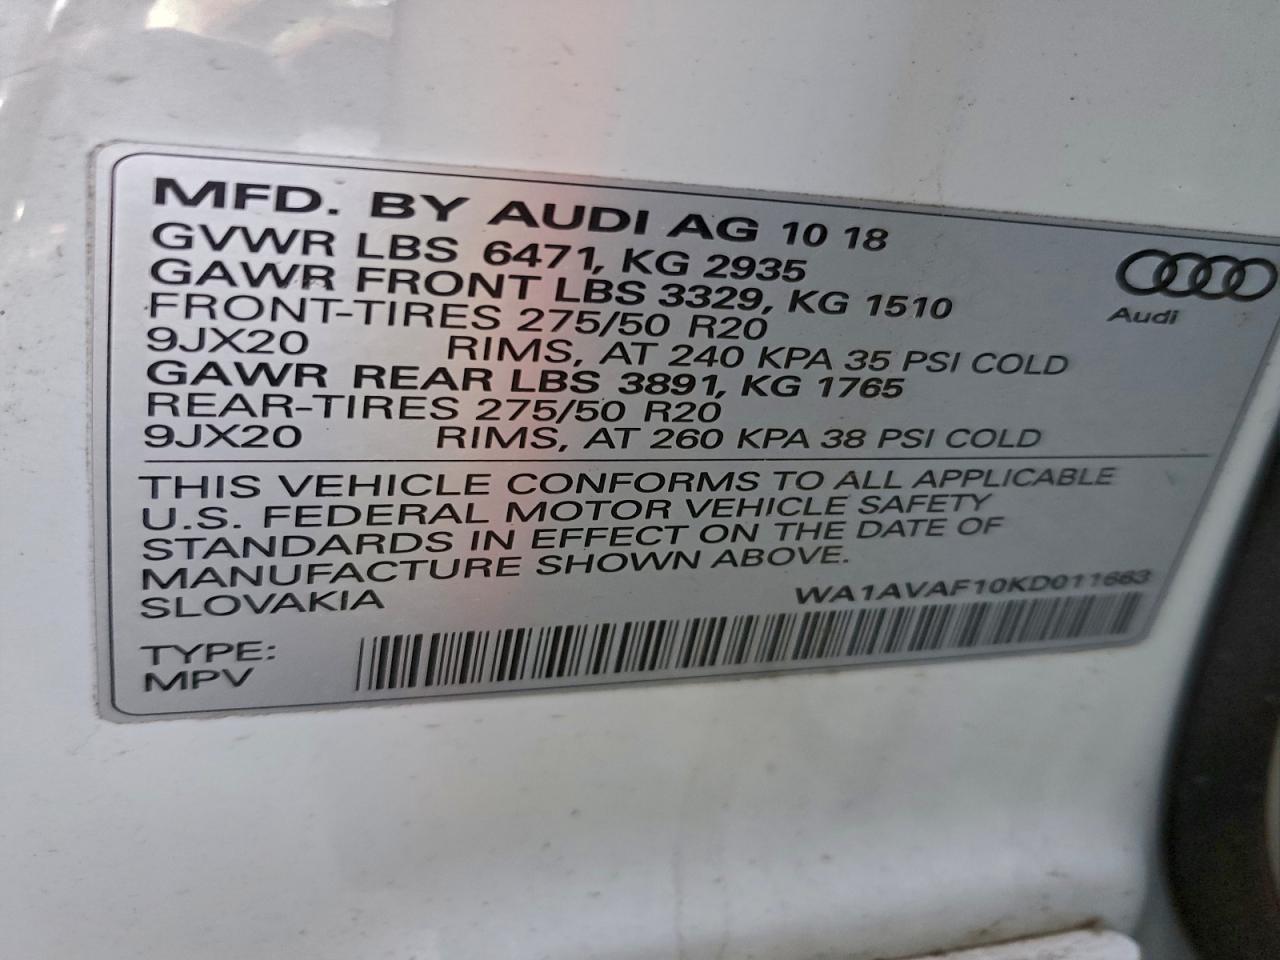 MFD. BY AUDI AG 10 18
GVWR LBS 6471, KG 2935
GAWR FRONT LBS 3329, KG 1510
FRONT-TIRES 275/50 R20
9JX20 RIMS, AT 240 KPA 35 PSI COLD
GAWR REAR LBS 3891, KG 1765
REAR-TIRES 275/50 R20
9JX20 RIMS, AT 260 KPA 38 PSI COLD
Audi
THIS VEHICLE CONFORMS TO ALL APPLICABLE
U.S. FEDERAL MOTOR VEHICLE SAFETY
STANDARDS IN EFFECT ON THE DATE OF
MANUFACTURE SHOWN ABOVE.
SLOVAKIA WA1AVAF10KD011663
TYPE:
MPV